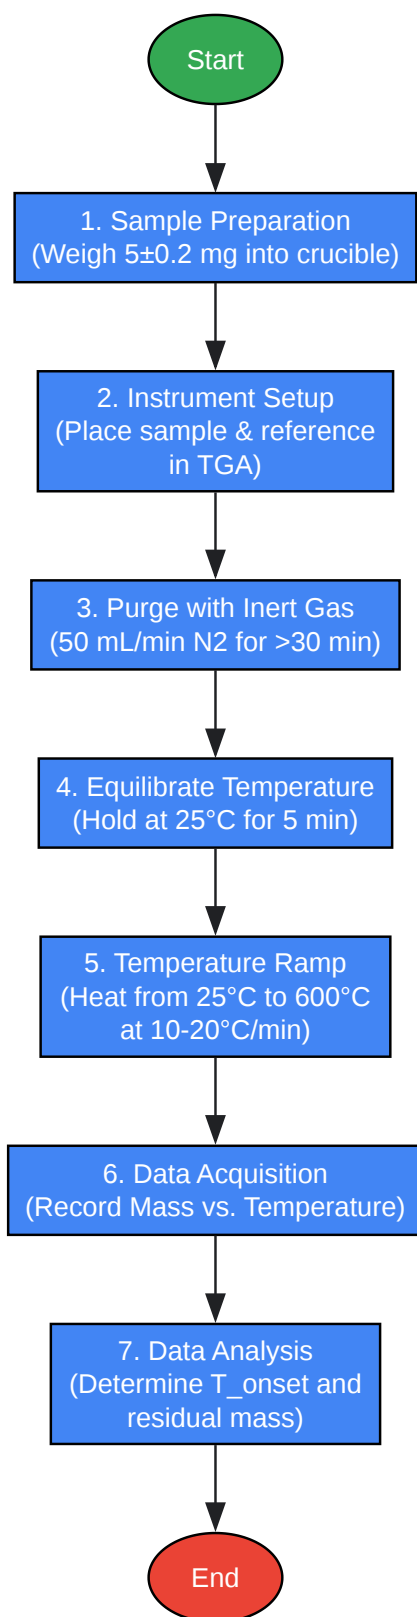 Start
1. Sample Preparation
(Weigh 5±0.2 mg into crucible)
2. Instrument Setup
(Place sample & reference
in TGA)
3. Purge with Inert Gas
(50 mL/min N2 for >30 min)
4. Equilibrate Temperature
(Hold at 25°C for 5 min)
5. Temperature Ramp
(Heat from 25°C to 600°C
at 10-20°C/min)
6. Data Acquisition
(Record Mass vs. Temperature)
7. Data Analysis
(Determine T_onset and
residual mass)
End